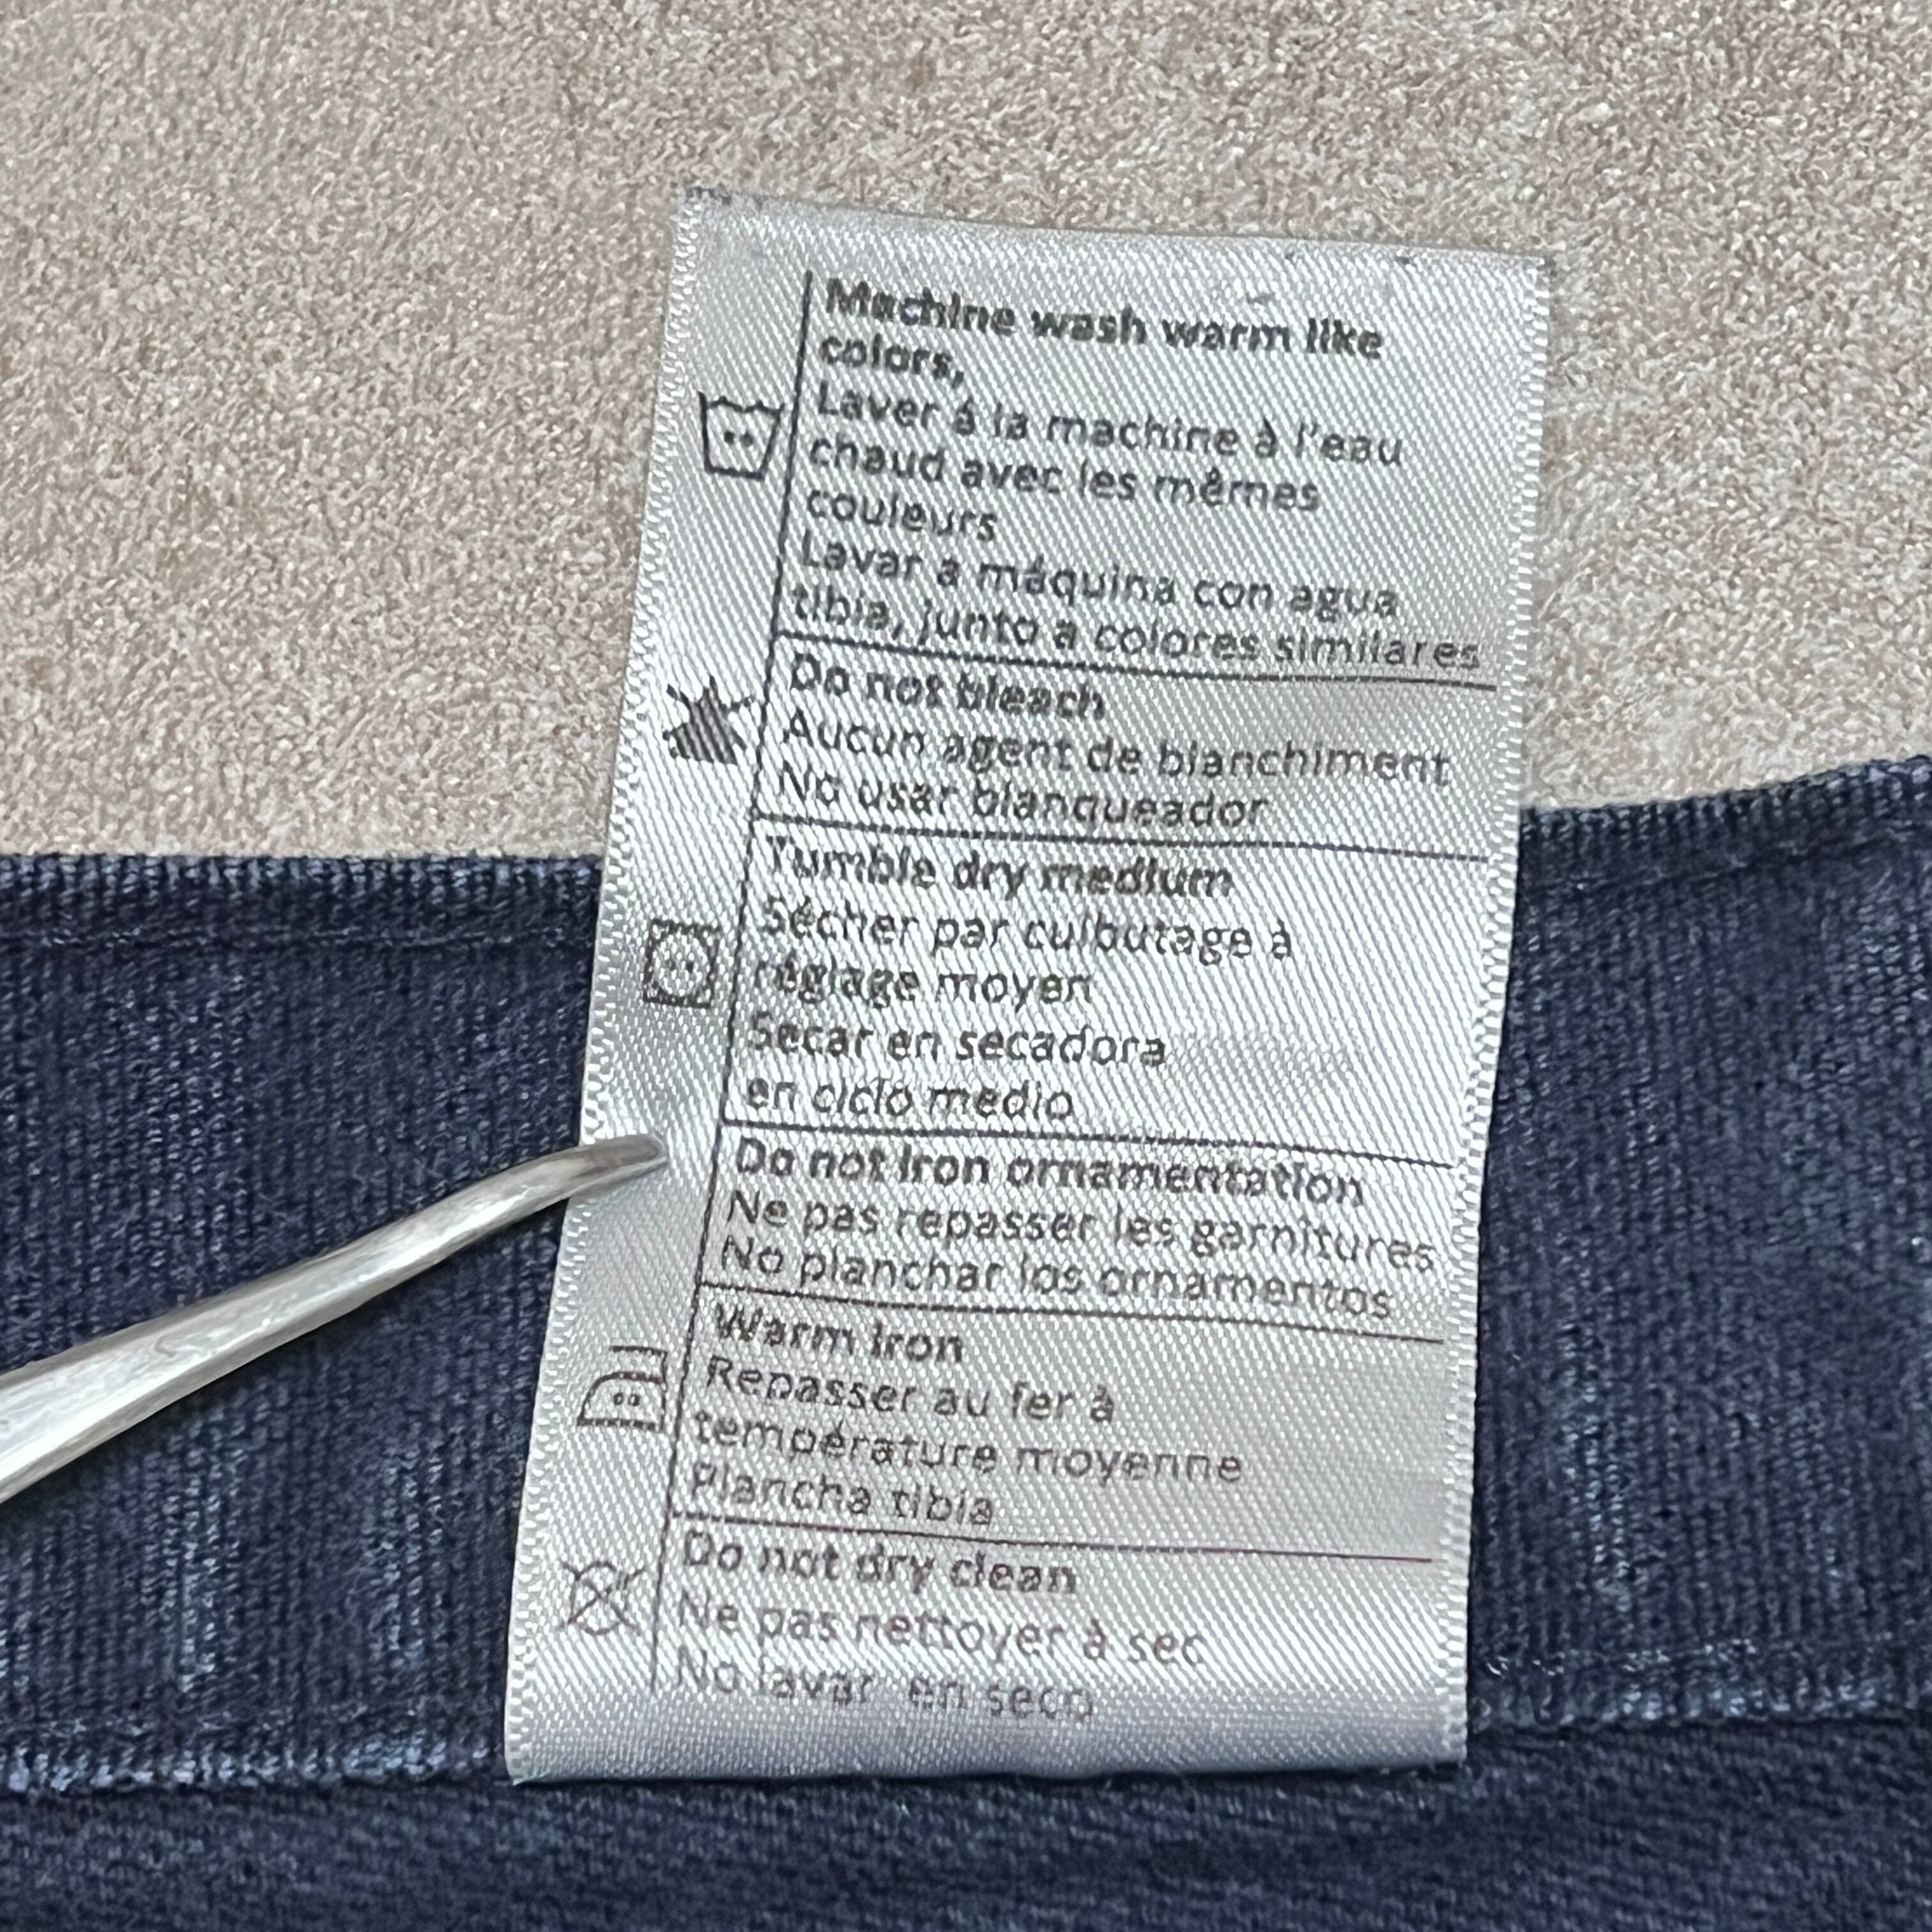 Machine wash warm like
colors,
Laver á la machine à l'eau
chaud avec les mêmes
couleurs
Lavar a máquina con agua
tibia, junto a colores similares
Do not bleach
Aucun agent de blanchiment
No usar blanqueador
Tumble dry medium
Sécher par culbutage à
réglage moyen
Secar en secadora
en ciclo medio
Do not iron ornamentation
Ne pas repasser les garnitures
No planchar los ornamentos
Warm Iron
Repasser au fer à
température moyenne
Plancha tibia
Do not dry clean
Ne pas nettoyer à sec
No lavar en seco